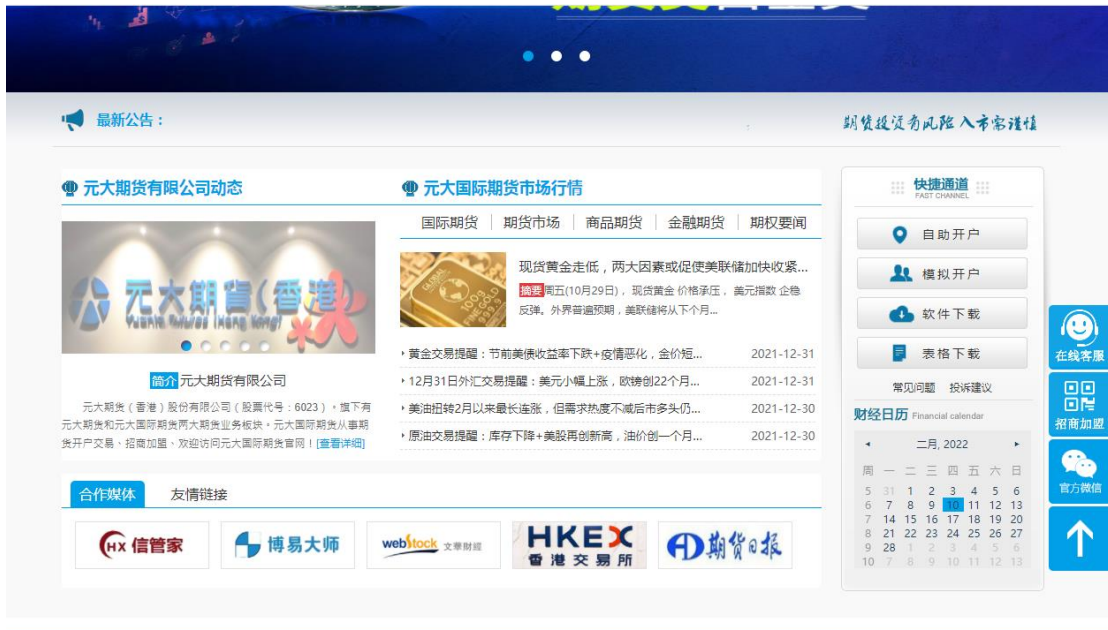 最新公告：
期货投资有风险 入市需谨慎
元大期货有限公司动态
元大期貨(香港)
Yuanta Futures (Hong Kong)
简介 元大期货有限公司
元大期货（香港）股份有限公司（股票代号：6023），旗下有
元大期货和元大国际期货两大期货业务板块。元大国际期货从事期
货开户交易、招商加盟、欢迎访问元大国际期货官网！[查看详细]
元大国际期货市场行情
国际期货 期货市场 商品期货 金融期货 期权要闻
GLOBAL
GOLD
FINE GOLD
100g
999.9
现货黄金走低，两大因素或促使美联储加快收紧...
摘要 周五(10月29日)，现货黄金 价格承压， 美元指数 企稳
反弹。外界普遍预期，美联储将从下个月...
黄金交易提醒：节前美债收益率下跌+疫情恶化，金价短... 2021-12-31
12月31日外汇交易提醒：美元小幅上涨，欧镑创22个月... 2021-12-31
美油扭转2月以来最长连涨，但需求热度不减后市多头仍... 2021-12-30
原油交易提醒：库存下降+美股再创新高，油价创一个月... 2021-12-30
合作媒体 友情链接
HX 信管家
博易大师
webstock 文華财經
HKEX
香港交易所
期货日报
快捷通道
FAST CHANNEL
自助开户
模拟开户
软件下载
表格下载
常见问题 投诉建议
财经日历 Financial calendar
二月, 2022
周 一 二 三 四 五 六 日
5 31 1 2 3 4 5 6
6 7 8 9 10 11 12 13
7 14 15 16 17 18 19 20
8 21 22 23 24 25 26 27
9 28 1 2 3 4 5 6
10 7 8 9 10 11 12 13
在线客服
招商加盟
官方微信